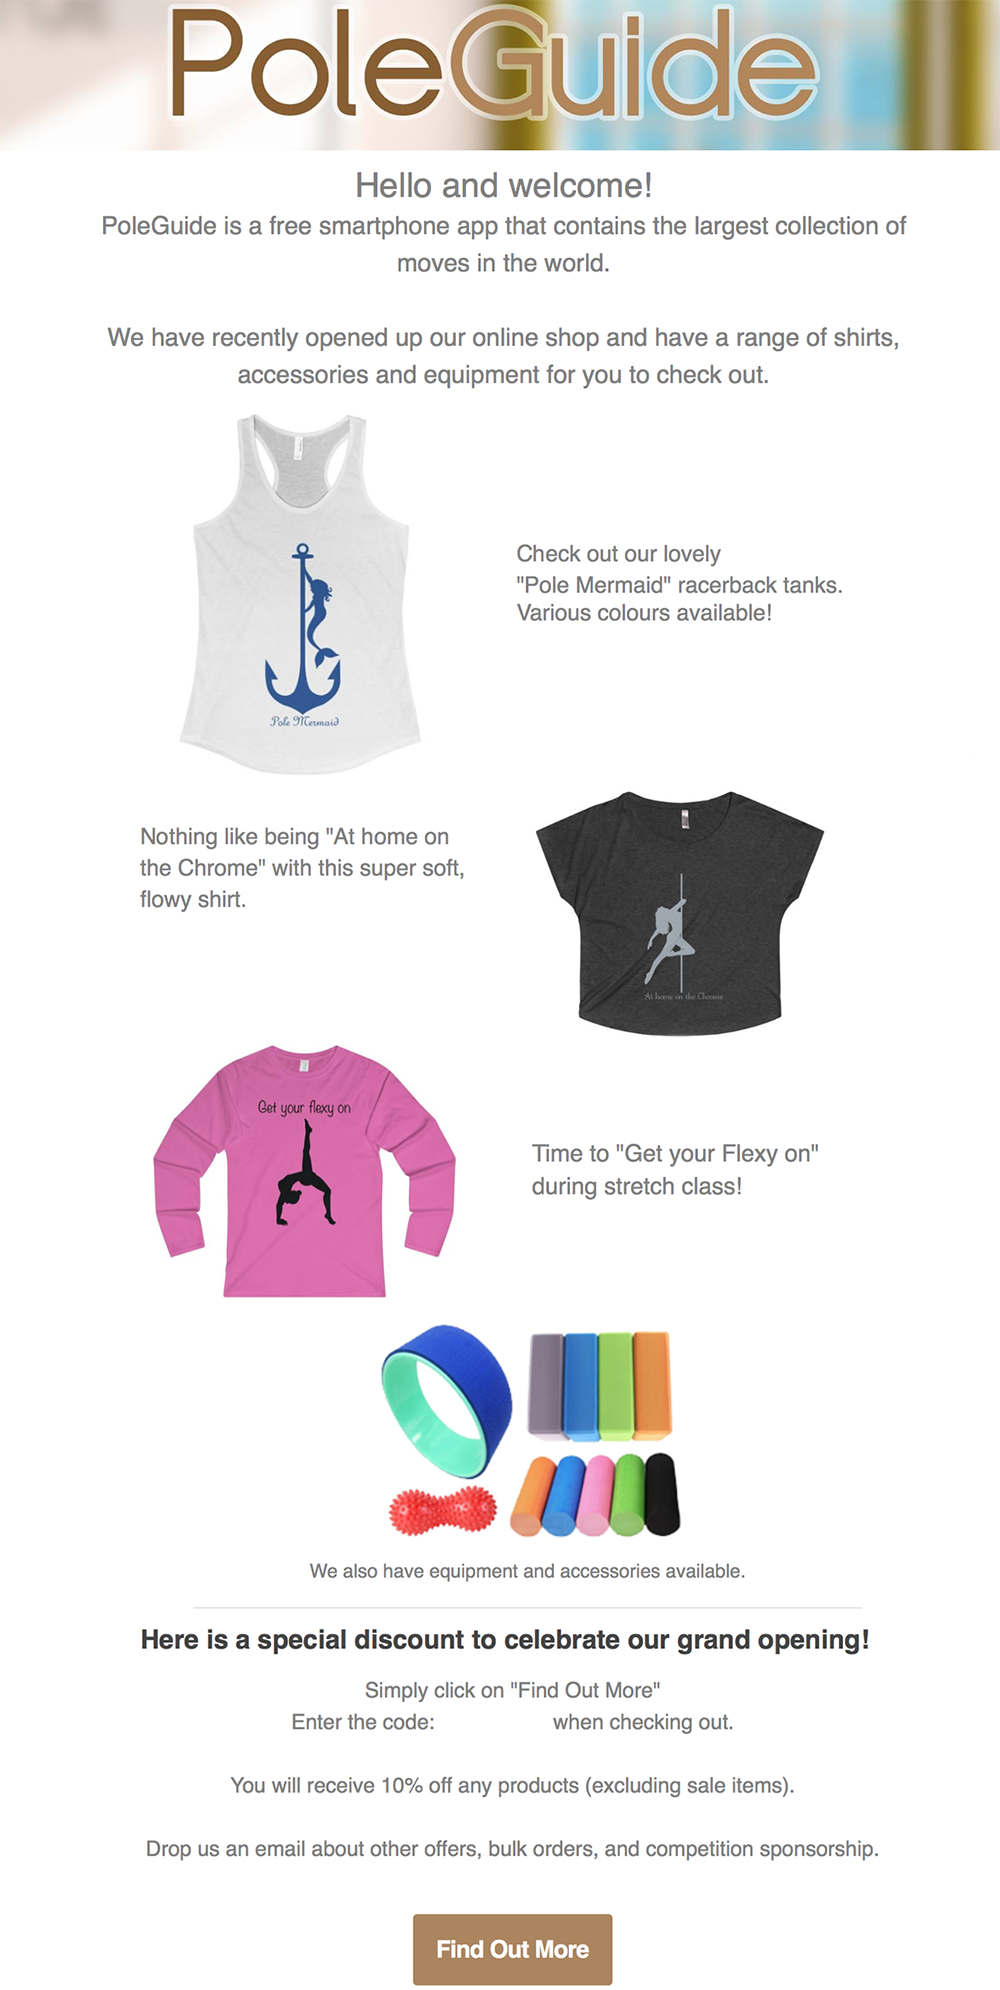 PoleGuide
Hello and welcome!
PoleGuide is a free smartphone app that contains the largest collection of
moves in the world.
We have recently opened up our online shop and have a range of shirts,
accessories and equipment for you to check out.
Check out our lovely
"Pole Mermaid" racerback tanks.
Various colours available!
Pole Mermaid
Nothing like being "At home on
the Chrome" with this super soft,
flowy shirt.
At home on the Chrome
Get your flexy on
Time to "Get your Flexy on"
during stretch class!
We also have equipment and accessories available.
Here is a special discount to celebrate our grand opening!
Simply click on "Find Out More"
Enter the code: when checking out.
You will receive 10% off any products (excluding sale items).
Drop us an email about other offers, bulk orders, and competition sponsorship.
Find Out More